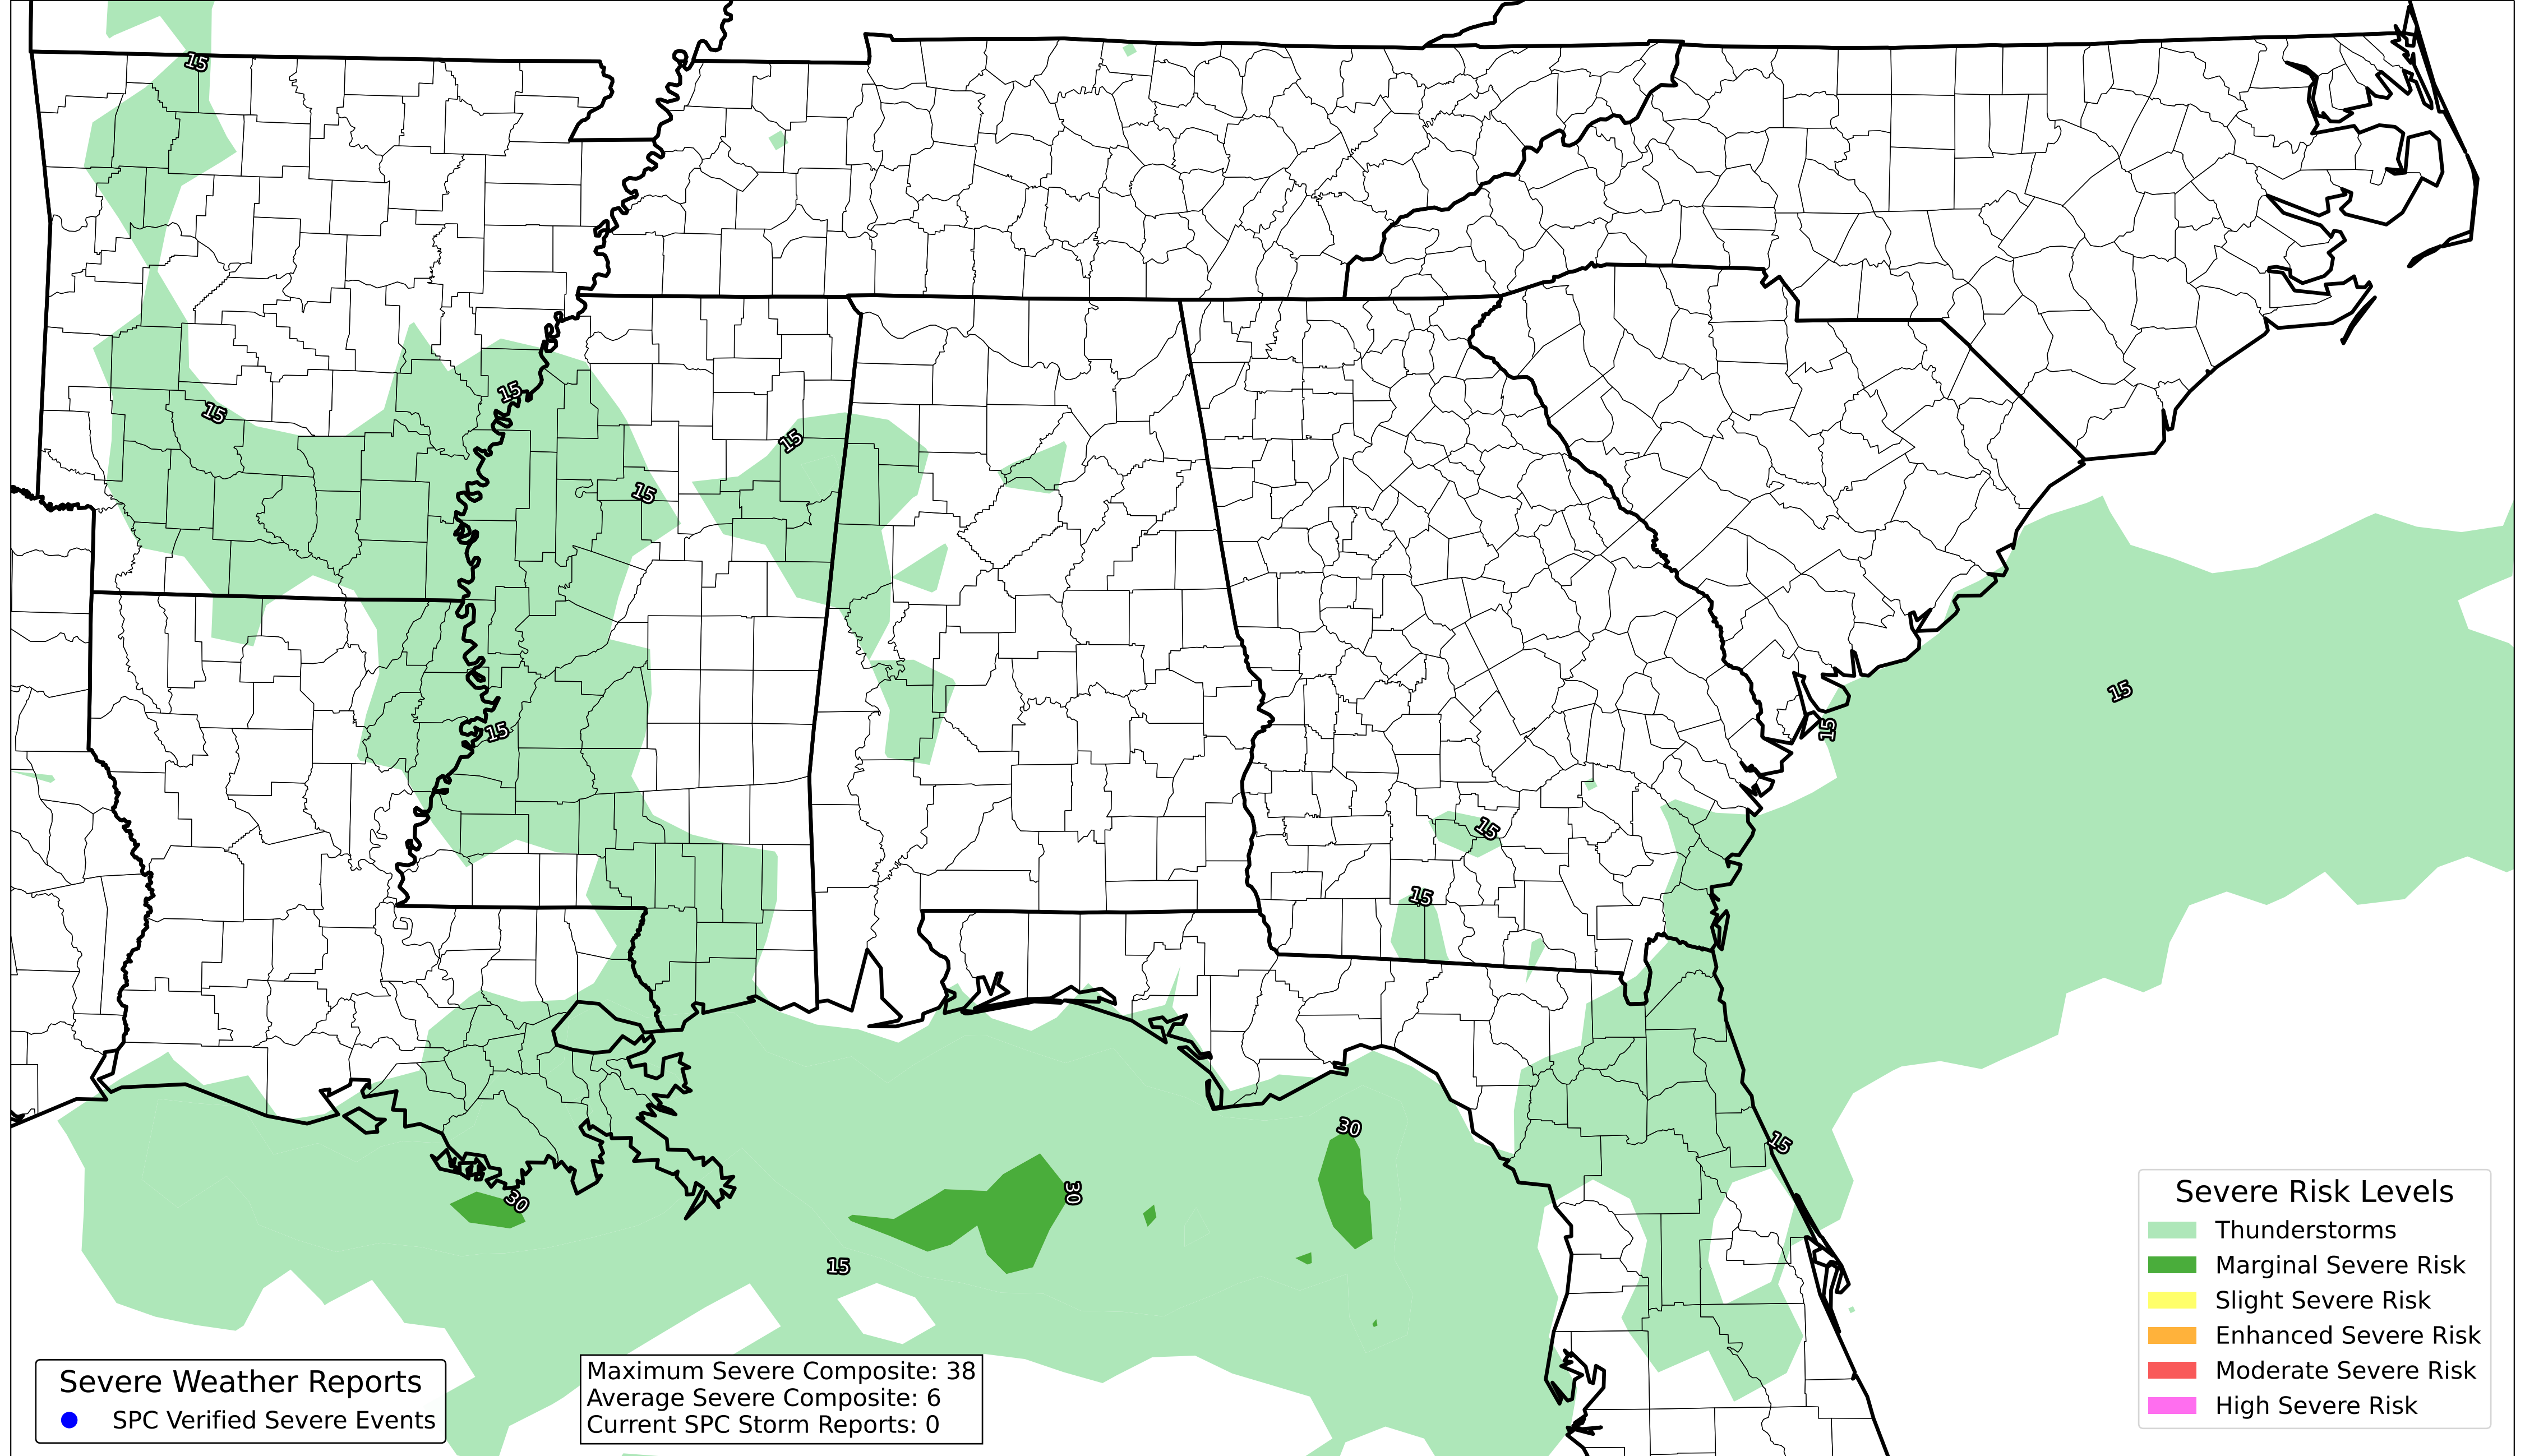 15
15
15
15
15
15
15
15
15
15
30
15
30
30
15
Severe Risk Levels
Thunderstorms
Marginal Severe Risk
Slight Severe Risk
Enhanced Severe Risk
Moderate Severe Risk
High Severe Risk
Severe Weather Reports
SPC Verified Severe Events
Maximum Severe Composite: 38
Average Severe Composite: 6
Current SPC Storm Reports: 0